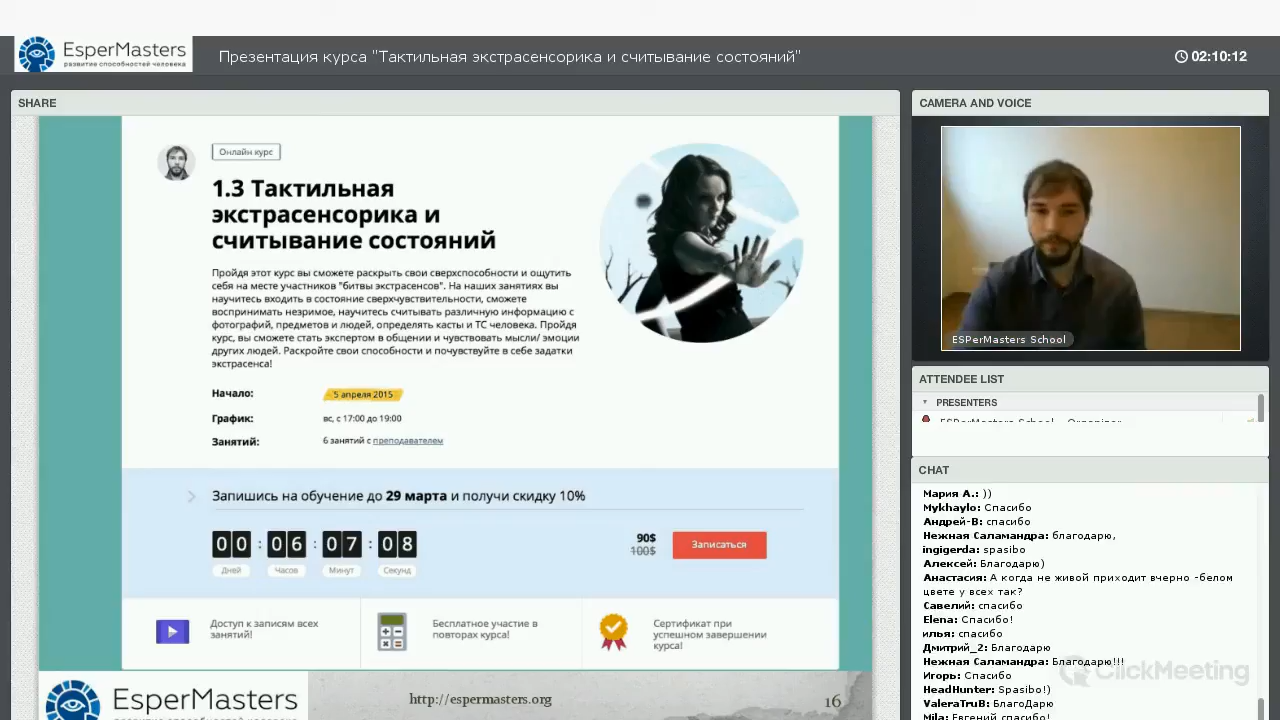 EsperMasters
развитие способностей человека
Презентация курса "Тактильная экстрасенсорика и считывание состояний"
02:10:12
SHARE
Онлайн курс
1.3 Тактильная
экстрасенсорика и
считывание состояний
Пройдя этот курс вы сможете раскрыть свои сверхспособности и ощутить
себя на месте участников "битвы экстрасенсов". На наших занятиях вы
научитесь входить в состояние сверхчувствительности, сможете
воспринимать незримое, научитесь считывать различную информацию с
фотографий, предметов и людей, определять касты и ТС человека. Пройдя
курс, вы сможете стать экспертом в общении и чувствовать мысли/ эмоции
других людей. Раскройте свои способности и почувствуйте в себе задатки
экстрасенса!
Начало: 5 апреля 2015
График: вс, с 17:00 до 19:00
Занятий: 6 занятий с преподавателем
Запишись на обучение до 29 марта и получи скидку 10%
00 : 06 : 07 : 08
Дней Часов Минут Секунд
90$
100$
Записаться
Доступ к записям всех
занятий!
Бесплатное участие в
повторах курса!
Сертификат при
успешном завершении
курса!
EsperMasters
http://espermasters.org
16
CAMERA AND VOICE
ESPerMasters School
ATTENDEE LIST
PRESENTERS
CHAT
Мария А.: ))
Mykhaylo: Спасибо
Андрей-В: спасибо
Нежная Саламандра: благодарю,
ingigerda: spasibo
Алексей: Благодарю)
Анастасия: А когда не живой приходит вчерно -белом
цвете у всех так?
Савелий: спасибо
Elena: Спасибо!
илья: спасибо
Дмитрий_2: Благодарю
Нежная Саламандра: Благодарю!!!
Игорь: Спасибо
HeadHunter: Spasibo!)
ValeraTruB: БлагоДарю
Mila: Евгений спасибо!
ClickMeeting